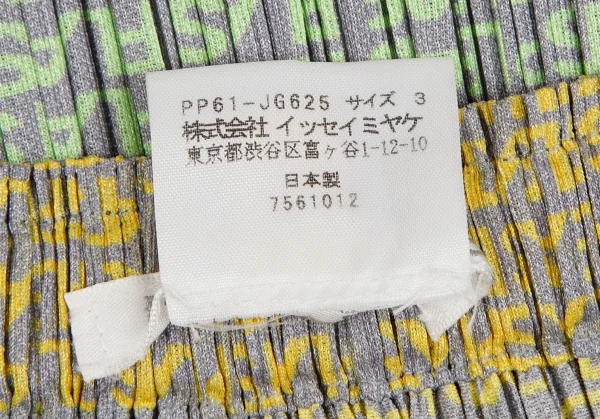 PP61-JG625 サイズ 3
株式会社 イッセイミヤケ
東京都渋谷区富ヶ谷1-12-10
日本製
7561012